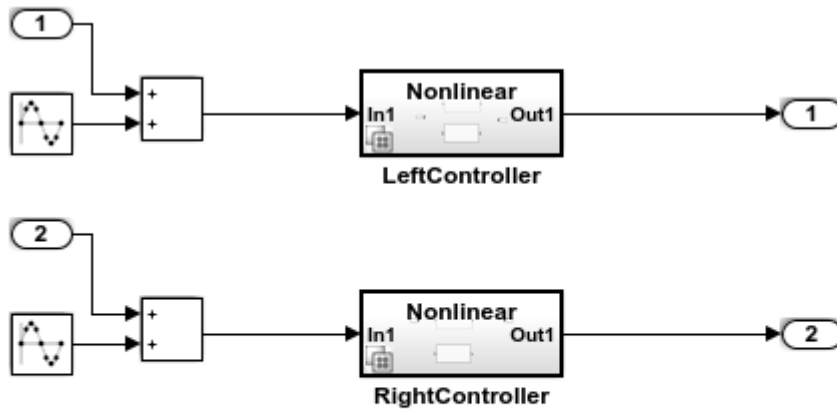 1
+
+
Nonlinear
In1 Out1
1
LeftController
2
+
+
Nonlinear
In1 Out1
2
RightController